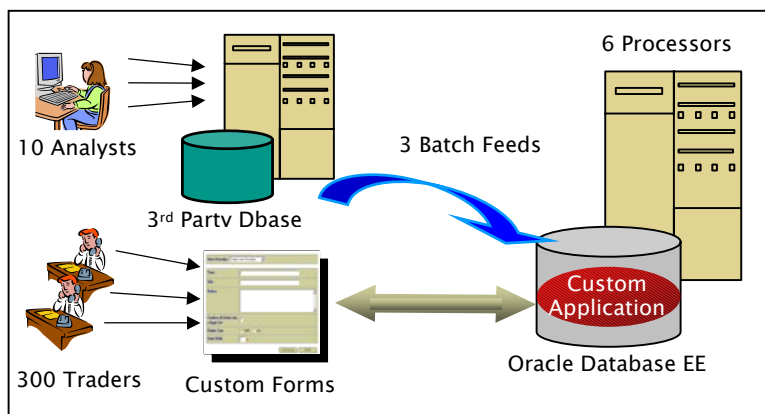 6 Processors
10 Analysts
3 Batch Feeds
3rd Party Dbase
Custom
Application
Oracle Database EE
300 Traders
Custom Forms